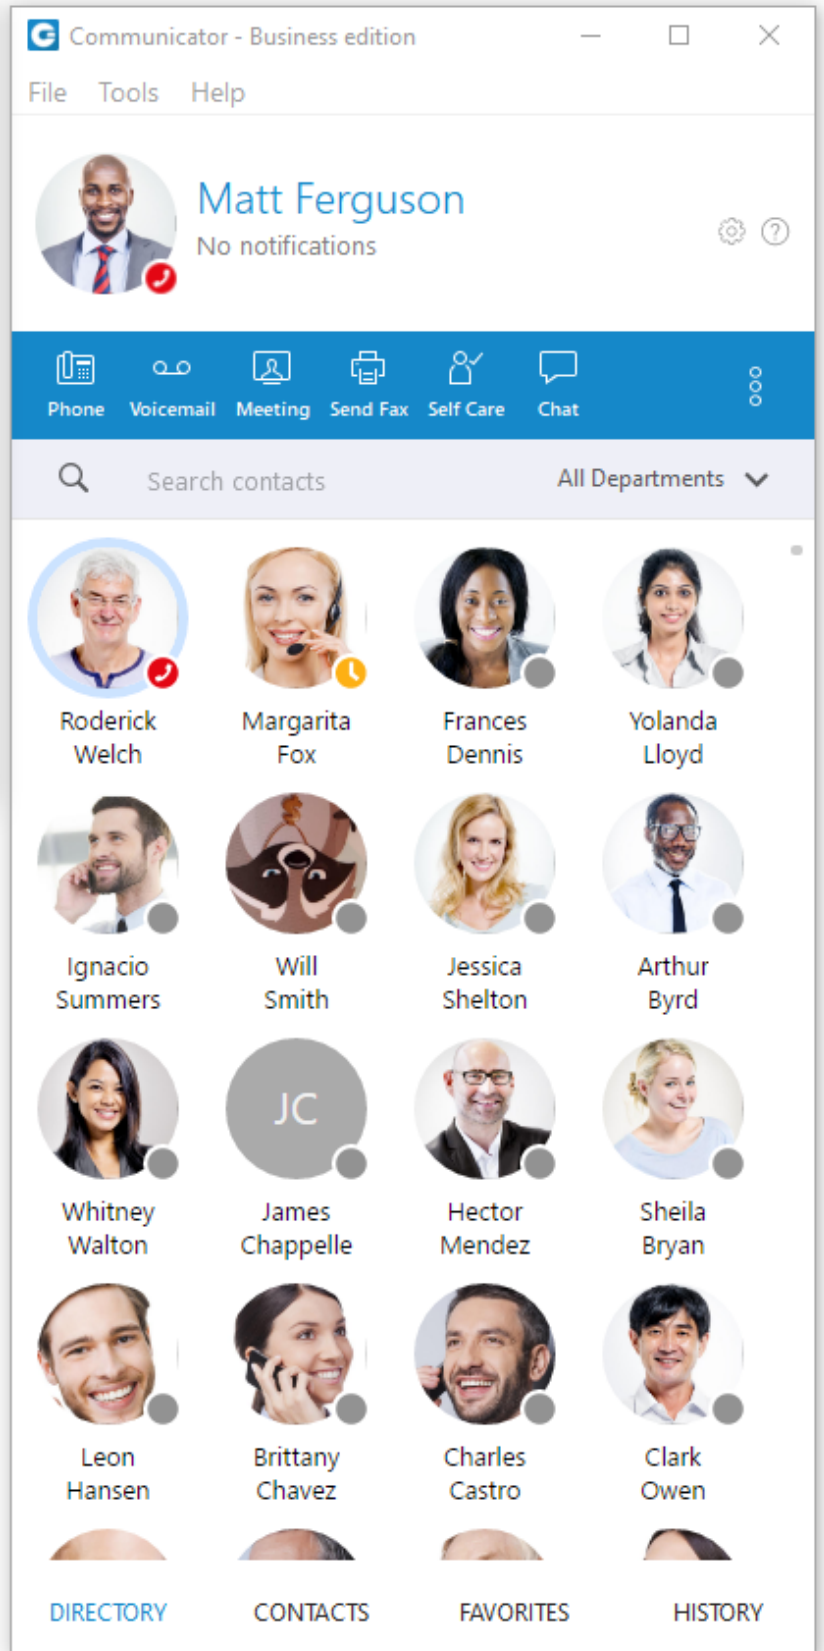 Communicator - Business edition
File Tools Help
Matt Ferguson
No notifications
Phone Voicemail Meeting Send Fax Self Care Chat
Search contacts All Departments
Roderick Margarita Frances Yolanda
Welch Fox Dennis Lloyd
Ignacio Will Jessica Arthur
Summers Smith Shelton Byrd
JC
Whitney James Hector Sheila
Walton Chappelle Mendez Bryan
Leon Brittany Charles Clark
Hansen Chavez Castro Owen
DIRECTORY CONTACTS FAVORITES HISTORY